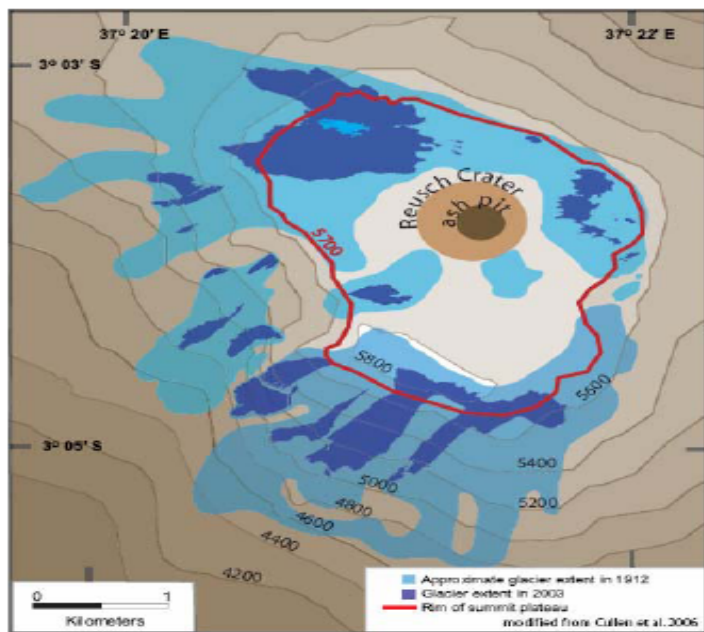 37° 20' E
37° 22' E
3° 03' S
Reusch Crater
ash pit
5700
5800
5600
3° 05' S
5400
5000
5200
4800
4600
4400
4200
0 1
Kilometers
Approximate glacier extent in 1912
Glacier extent in 2003
Rim of summit plateau
modified from Cullen et al. 2006